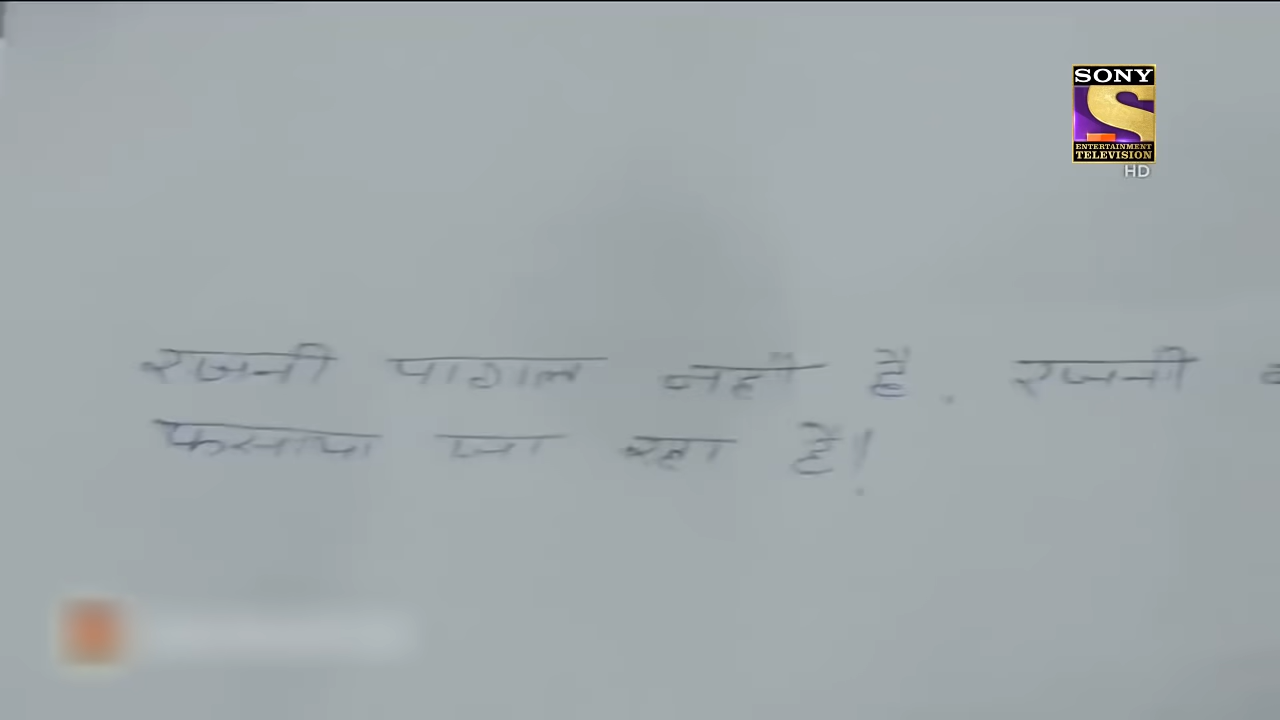 SONY
ENTERTAINMENT
TELEVISION
HD
रजनी पागल नहीं है. रजनी
फसाया जा रहा है!